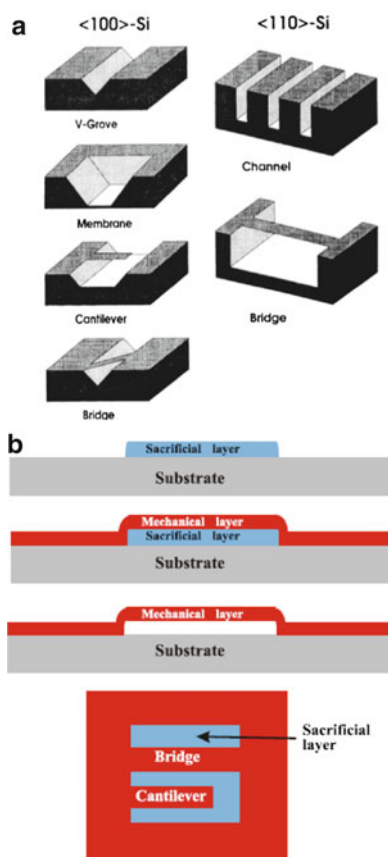 a
<100>-Si
<110>-Si
V-Grove
Membrane
Cantilever
Bridge
Channel
Bridge
b
Sacrificial layer
Substrate
Mechanical layer
Sacrificial layer
Substrate
Mechanical layer
Substrate
Sacrificial
layer
Bridge
Cantilever